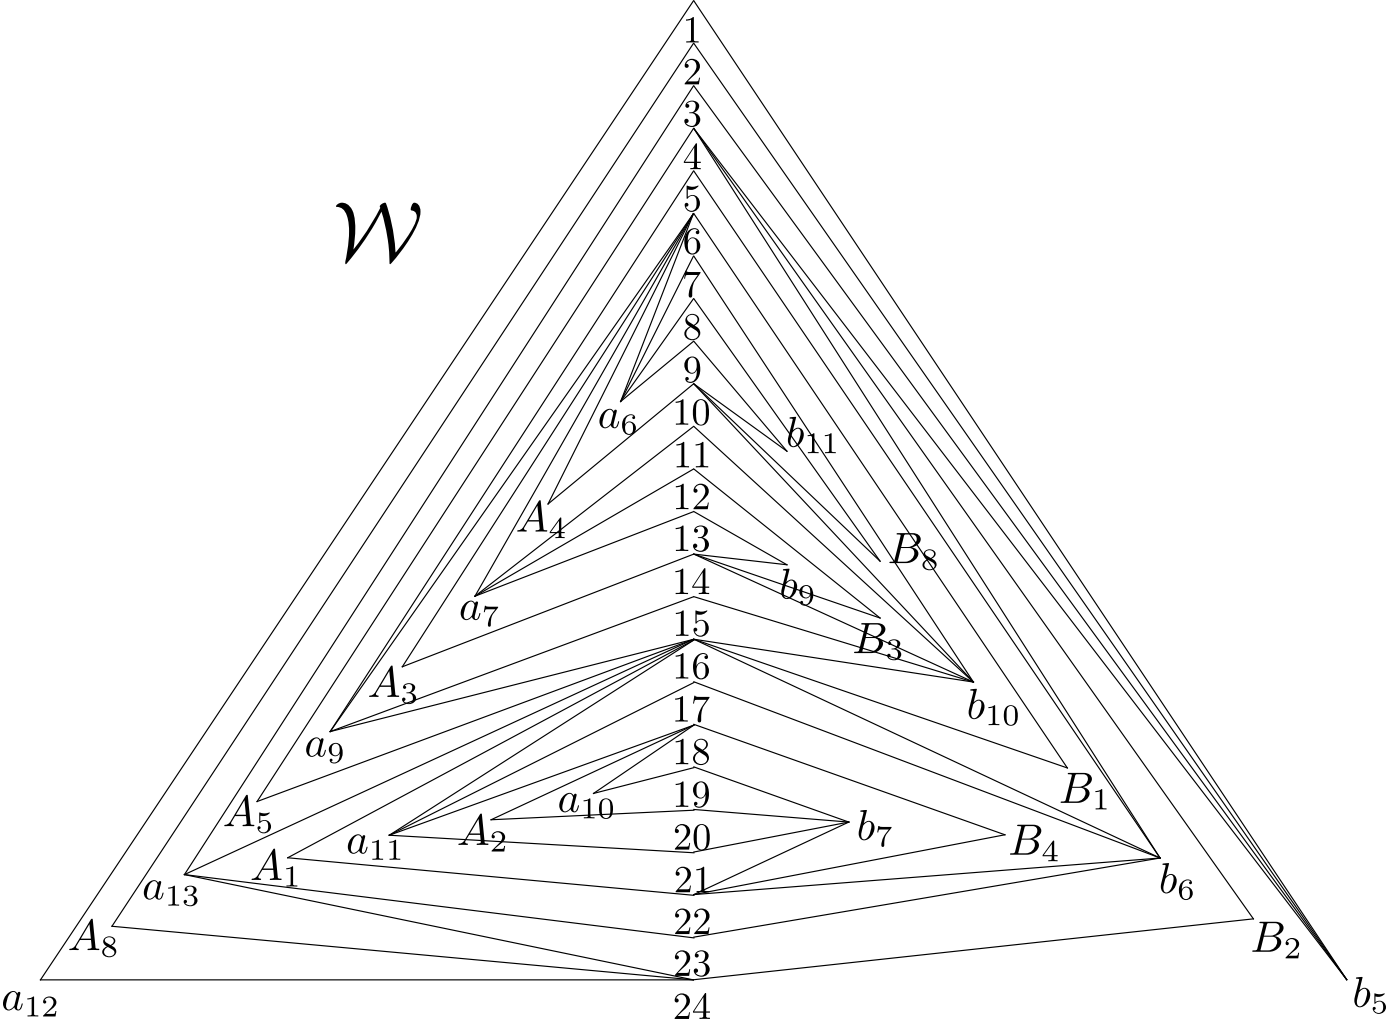 1
2
3
4
𝒲
5
6
7
8
9
a₆ 10 b₁₁
11
12
A₄
13 B₈
14 b₉
a₇
15 B₃
16
A₃
17 b₁₀
a₉
18
19 B₁
A₅ a₁₀
a₁₁ A₂ 20 b₇ B₄
A₁
a₁₃ 21 b₆
22
A₈ B₂
23
a₁₂ b₅
24